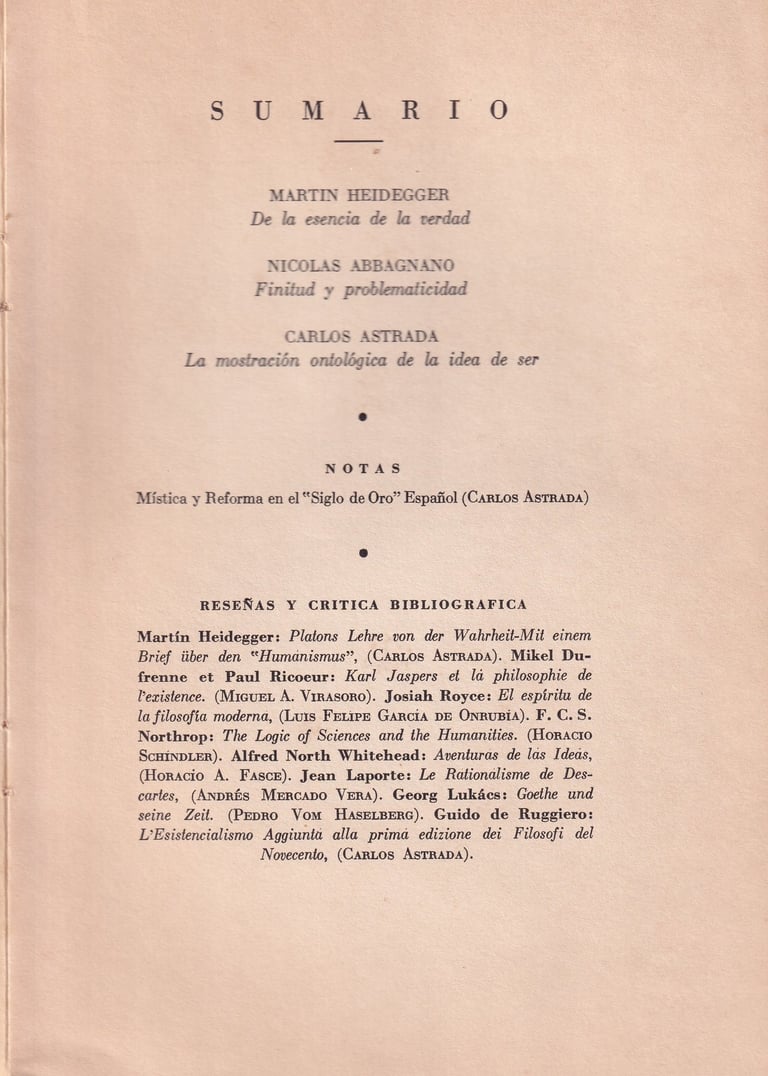 SUMARIO
MARTIN HEIDEGGER
De la esencia de la verdad
NICOLAS ABBAGNANO
Finitud y problematicidad
CARLOS ASTRADA
La mostración ontológica de la idea de ser
•
NOTAS
Mística y Reforma en el "Siglo de Oro" Español (CARLOS ASTRADA)
•
RESEÑAS Y CRITICA BIBLIOGRAFICA
Martín Heidegger: Platons Lehre von der Wahrheit-Mit einem
Brief über den "Humanismus", (CARLOS ASTRADA). Mikel Du-
frenne et Paul Ricoeur: Karl Jaspers et la philosophie de
l'existence. (MIGUEL A. VIRASORO). Josiah Royce: El espíritu de
la filosofía moderna, (LUIS FELIPE GARCÍA DE ONRUBÍA). F. C. S.
Northrop: The Logic of Sciences and the Humanities. (HORACIO
SCHINDLER). Alfred North Whitehead: Aventuras de las Ideas,
(HORACIO A. FASCE). Jean Laporte: Le Rationalisme de Des-
cartes, (ANDRÉS MERCADO VERA). Georg Lukács: Goethe und
seine Zeit. (PEDRO VOM HASELBERG). Guido de Ruggiero:
L'Esistencialismo Aggiunta alla prima edizione dei Filosofi del
Novecento, (CARLOS ASTRADA).